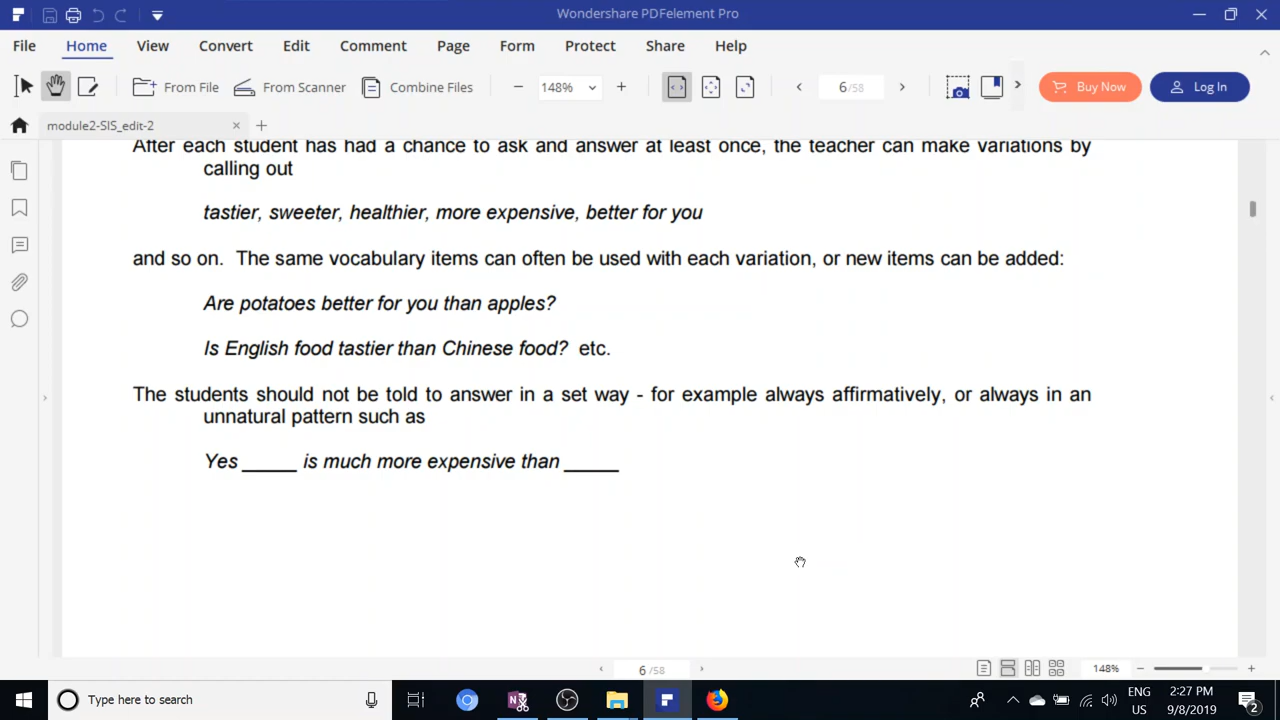 Wondershare PDFelement Pro
File Home View Convert Edit Comment Page Form Protect Share Help
From File From Scanner Combine Files 148% 6/58 Buy Now Log In
module2-SIS_edit-2
After each student has had a chance to ask and answer at least once, the teacher can make variations by
calling out
tastier, sweeter, healthier, more expensive, better for you
and so on. The same vocabulary items can often be used with each variation, or new items can be added:
Are potatoes better for you than apples?
Is English food tastier than Chinese food? etc.
The students should not be told to answer in a set way - for example always affirmatively, or always in an
unnatural pattern such as
Yes _____ is much more expensive than _____
6 /58 148%
Type here to search
ENG 2:27 PM
US 9/8/2019 2